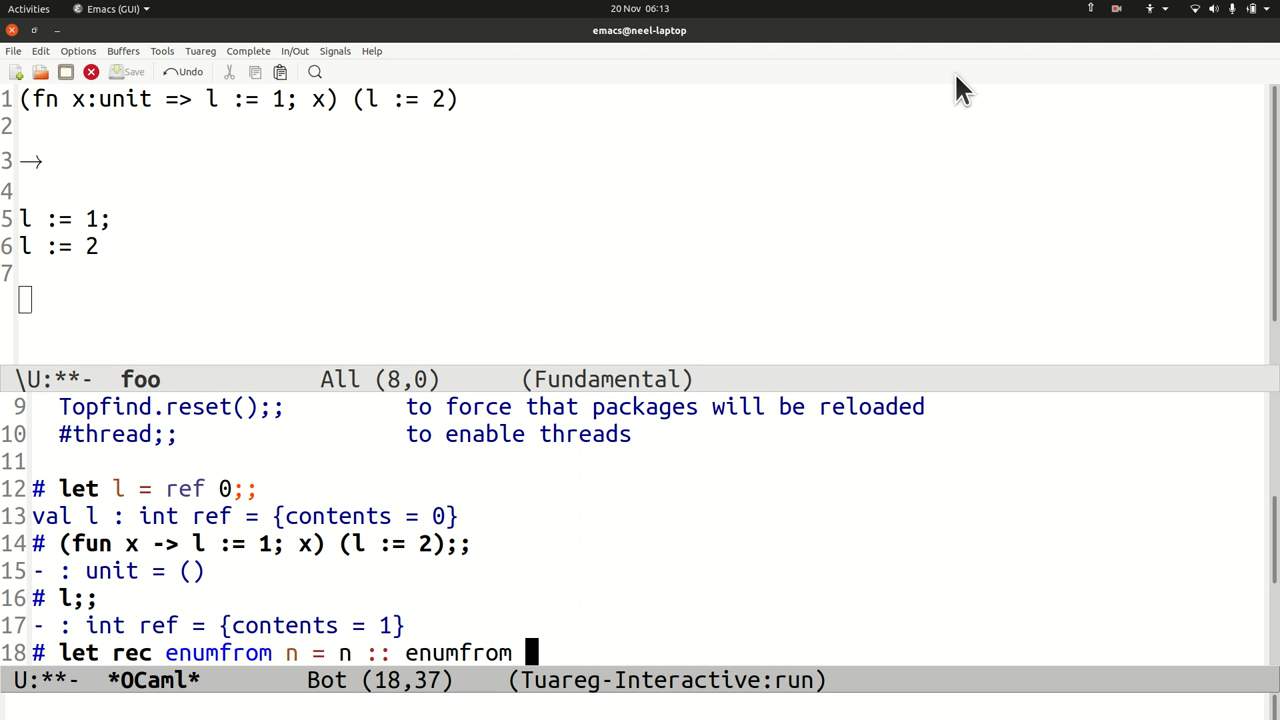 Activities Emacs (GUI) 20 Nov 06:13
emacs@neel-laptop
File Edit Options Buffers Tools Tuareg Complete In/Out Signals Help
Save Undo
1 (fn x:unit => l := 1; x) (l := 2)
2
3 →
4
5 l := 1;
6 l := 2
7
\U:**- foo All (8,0) (Fundamental)
9 Topfind.reset();; to force that packages will be reloaded
10 #thread;; to enable threads
11
12 # let l = ref 0;;
13 val l : int ref = {contents = 0}
14 # (fun x -> l := 1; x) (l := 2);;
15 - : unit = ()
16 # l;;
17 - : int ref = {contents = 1}
18 # let rec enumfrom n = n :: enumfrom
U:**- *OCaml* Bot (18,37) (Tuareg-Interactive:run)